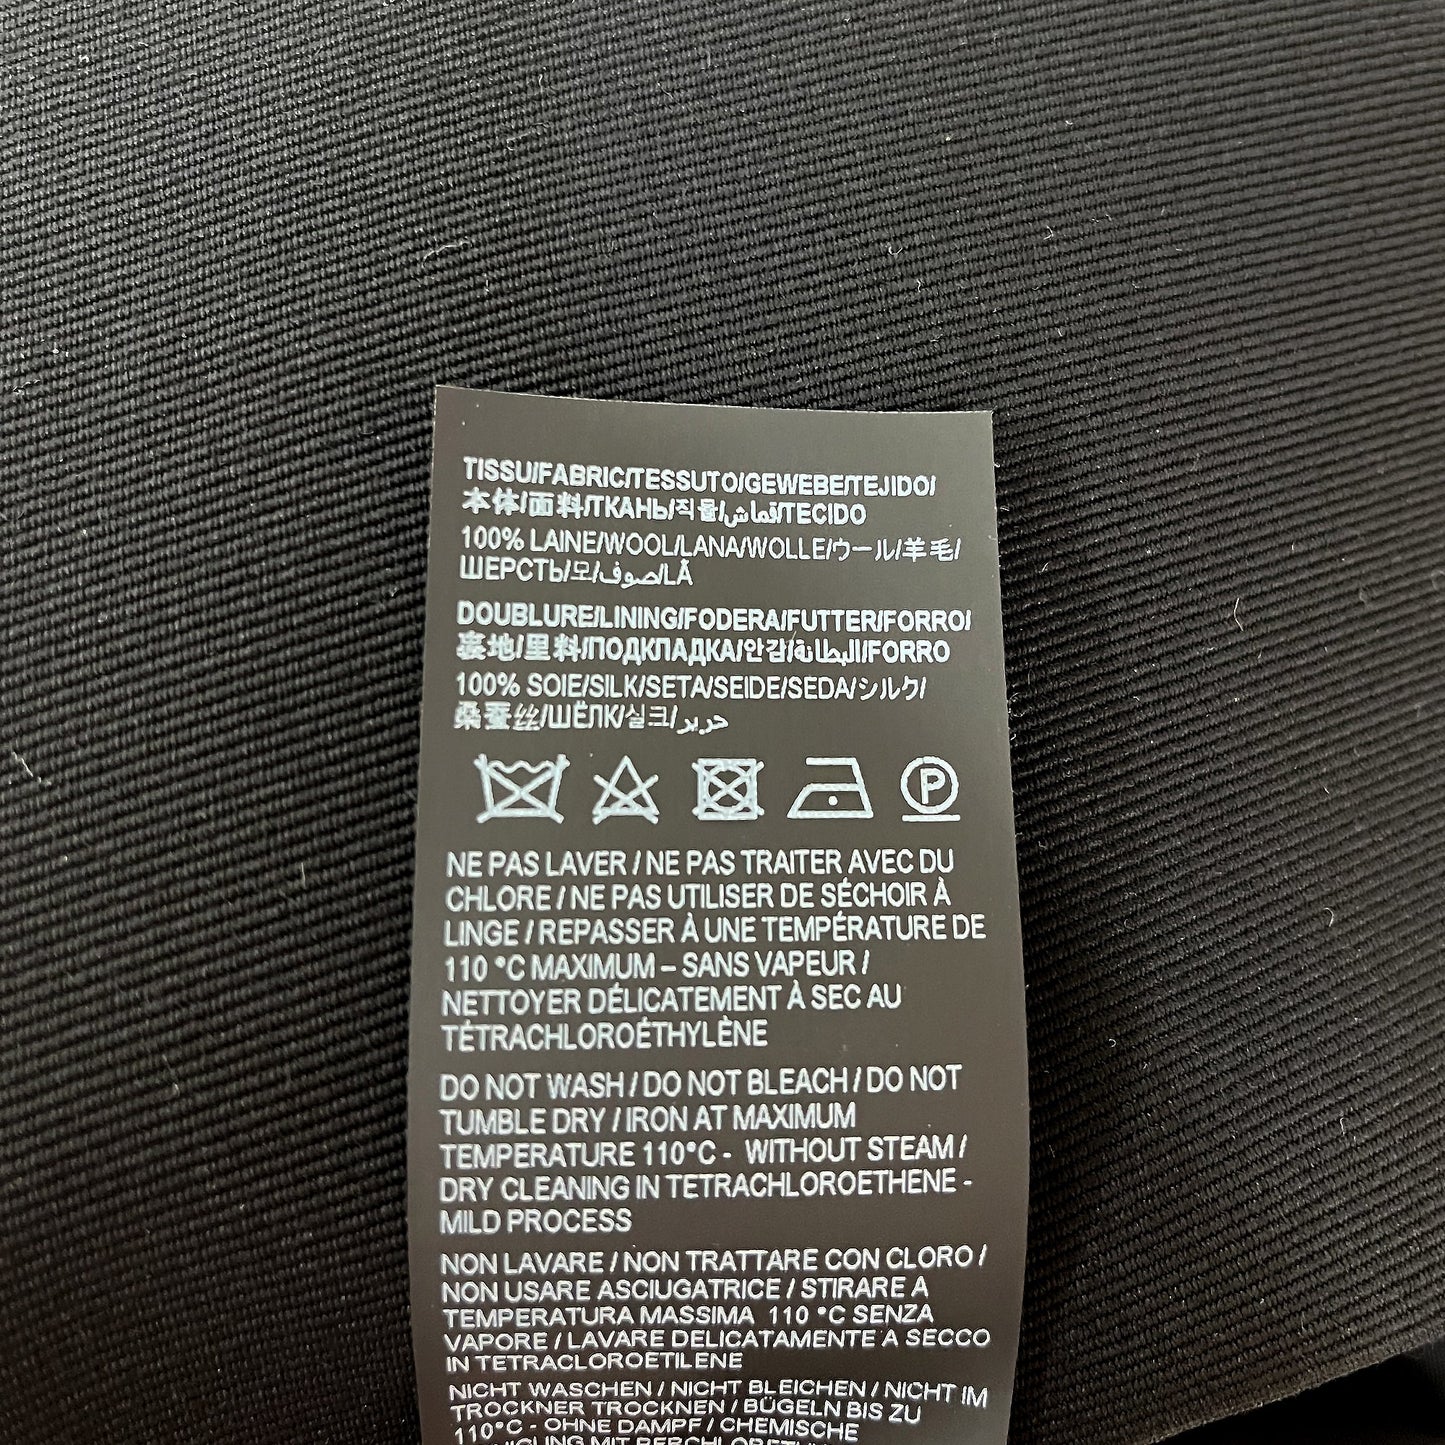 TISSU/FABRIC/TESSUTO/GEWEBE/TEJIDO/
本体/面料/ТКАНЬ/직물/قماش/TECIDO
100% LAINE/WOOL/LANA/WOLLE/ウール/羊毛/
ШЕРСТЬ/모/صوف/LÃ
DOUBLURE/LINING/FODERA/FUTTER/FORRO/
裏地/里料/ПОДКПАДКА/안감/البطانة/FORRO
100% SOIE/SILK/SETA/SEIDE/SEDA/シルク/
桑蚕丝/ШЁПК/실크/حرير
P
NE PAS LAVER / NE PAS TRAITER AVEC DU
CHLORE / NE PAS UTILISER DE SÉCHOIR À
LINGE / REPASSER À UNE TEMPÉRATURE DE
110 °C MAXIMUM – SANS VAPEUR /
NETTOYER DÉLICATEMENT À SEC AU
TÉTRACHLOROÉTHYLÈNE
DO NOT WASH / DO NOT BLEACH / DO NOT
TUMBLE DRY / IRON AT MAXIMUM
TEMPERATURE 110°C - WITHOUT STEAM /
DRY CLEANING IN TETRACHLOROETHENE -
MILD PROCESS
NON LAVARE / NON TRATTARE CON CLORO /
NON USARE ASCIUGATRICE / STIRARE A
TEMPERATURA MASSIMA 110 °C SENZA
VAPORE / LAVARE DELICATAMENTE A SECCO
IN TETRACLOROETILENE
NICHT WASCHEN / NICHT BLEICHEN / NICHT IM
TROCKNER TROCKNEN / BÜGELN BIS ZU
110°C - OHNE DAMPF / CHEMISCHE
MIT